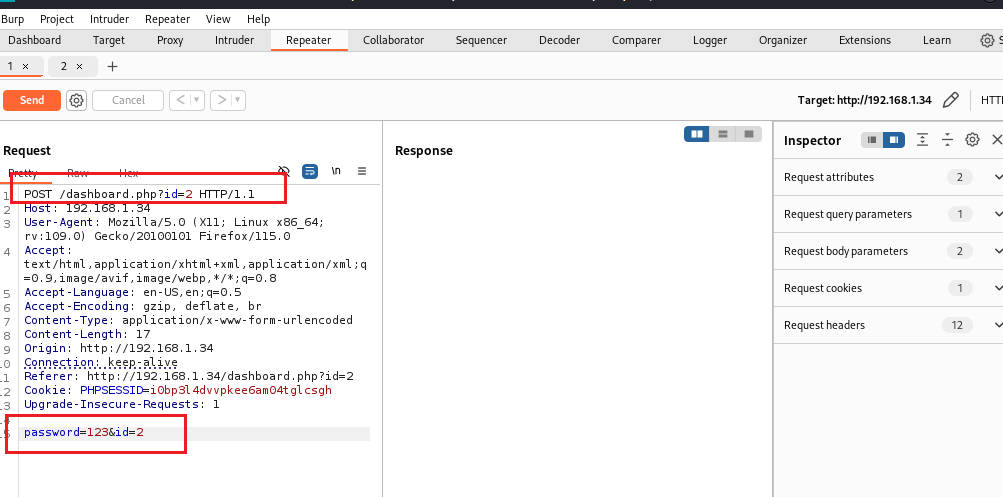 Burp Project Intruder Repeater View Help
Dashboard Target Proxy Intruder Repeater Collaborator Sequencer Decoder Comparer Logger Organizer Extensions Learn
1 × 2 × +
Send Cancel < > Target: http://192.168.1.34
Request
Response
Inspector
Pretty Raw Hex \n
1 POST /dashboard.php?id=2 HTTP/1.1
2 Host: 192.168.1.34
3 User-Agent: Mozilla/5.0 (X11; Linux x86_64;
rv:109.0) Gecko/20100101 Firefox/115.0
4 Accept:
text/html,application/xhtml+xml,application/xml;q
=0.9,image/avif,image/webp,*/*;q=0.8
5 Accept-Language: en-US,en;q=0.5
6 Accept-Encoding: gzip, deflate, br
7 Content-Type: application/x-www-form-urlencoded
8 Content-Length: 17
9 Origin: http://192.168.1.34
10 Connection: keep-alive
11 Referer: http://192.168.1.34/dashboard.php?id=2
12 Cookie: PHPSESSID=i0bp3l4dvvpkee6am04tglcsgh
13 Upgrade-Insecure-Requests: 1
14
15 password=123&id=2
Request attributes 2
Request query parameters 1
Request body parameters 2
Request cookies 1
Request headers 12